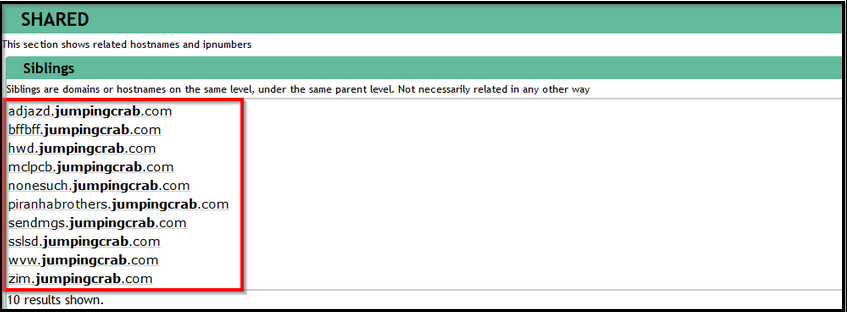 SHARED
This section shows related hostnames and ipnumbers
Siblings
Siblings are domains or hostnames on the same level, under the same parent level. Not necessarily related in any other way
adjazd.jumpingcrab.com
bffbff.jumpingcrab.com
hwd.jumpingcrab.com
mclpcb.jumpingcrab.com
nonesuch.jumpingcrab.com
piranhabrothers.jumpingcrab.com
sendmgs.jumpingcrab.com
sslsd.jumpingcrab.com
wvw.jumpingcrab.com
zim.jumpingcrab.com
10 results shown.